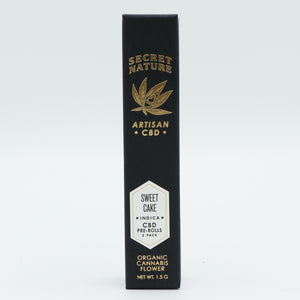 SECRET
NATURE
ARTISAN
• CBD •
SWEET
CAKE
• INDICA •
CBD
PRE-ROLLS
2 PACK
ORGANIC
CANNABIS
FLOWER
NET WT. 1.5 G